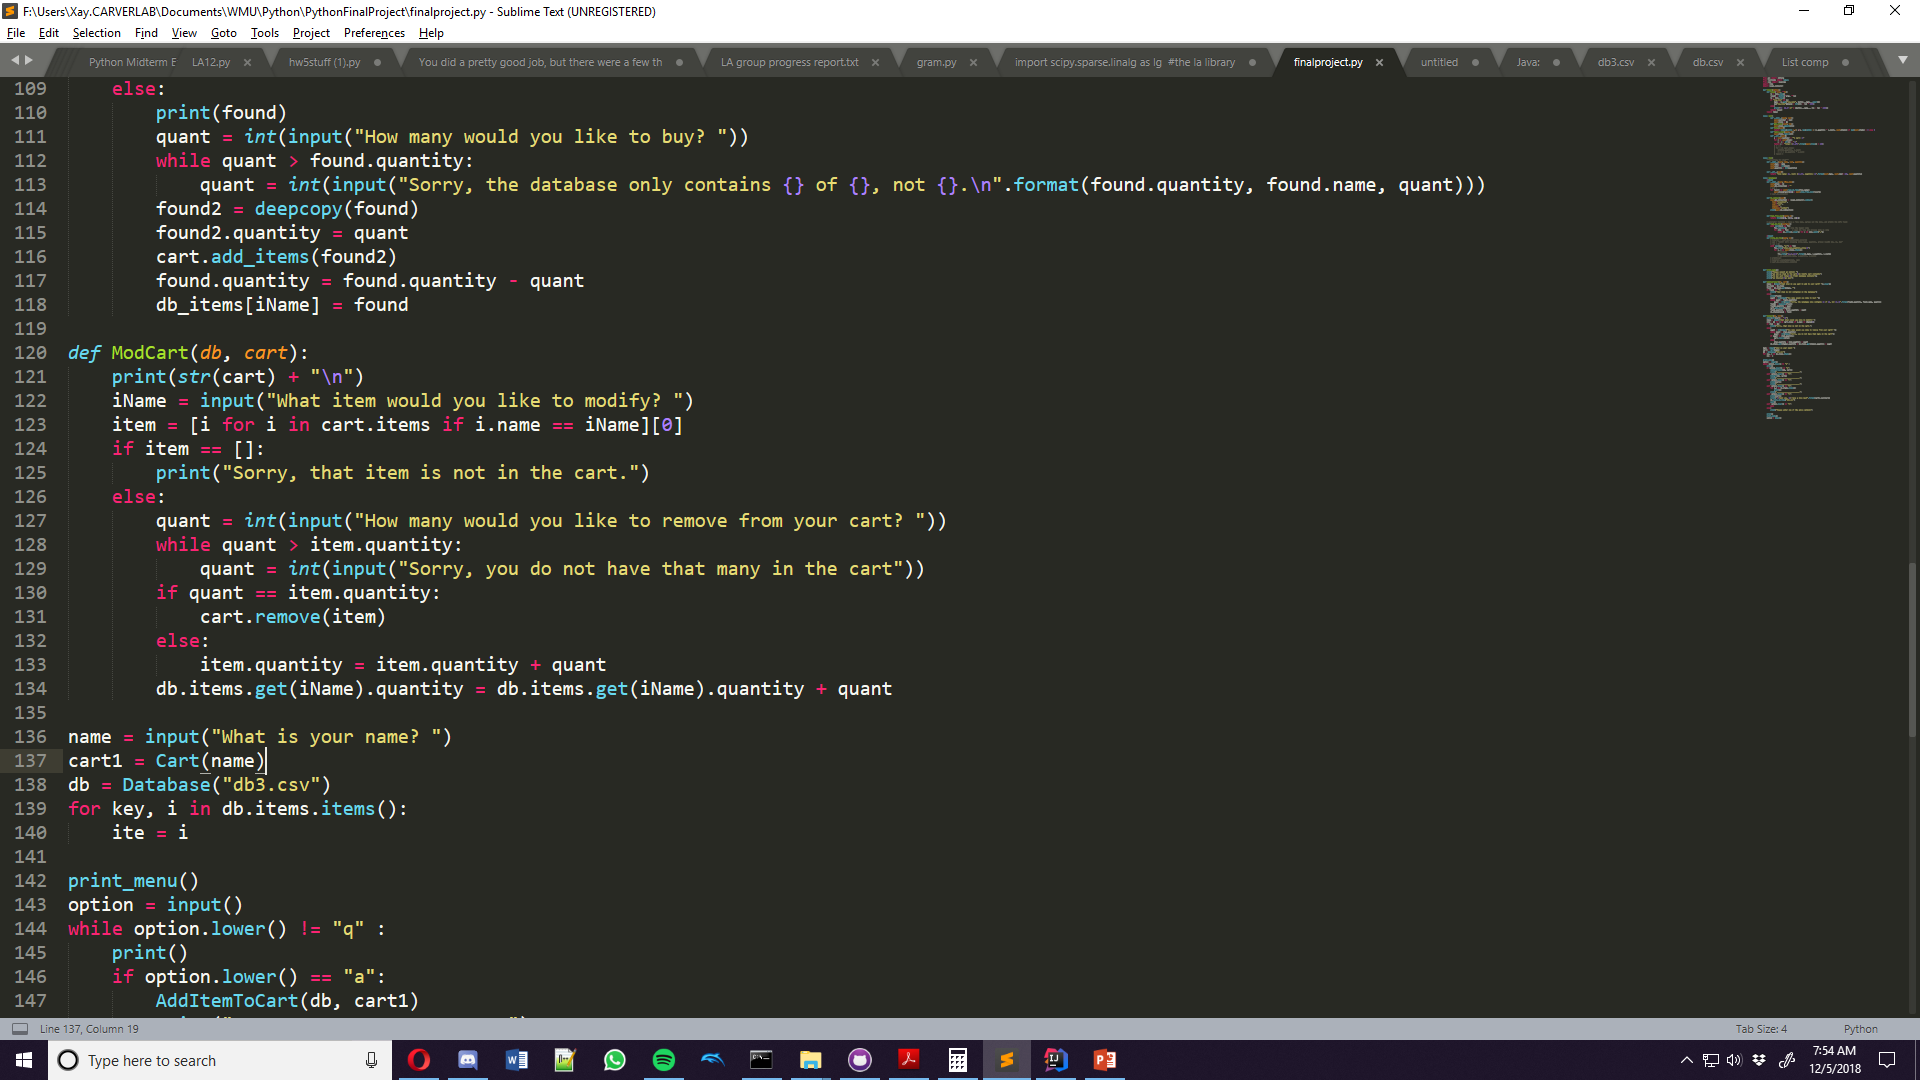 F:\Users\Xay.CARVERLAB\Documents\WMU\Python\PythonFinalProject\finalproject.py - Sublime Text (UNREGISTERED)
File Edit Selection Find View Goto Tools Project Preferences Help
Python Midterm E LA12.py hw5stuff (1).py You did a pretty good job, but there were a few th LA group progress report.txt gram.py import scipy.sparse.linalg as lg #the la library finalproject.py untitled Java: db3.csv db.csv List comp
109 else:
110 print(found)
111 quant = int(input("How many would you like to buy? "))
112 while quant > found.quantity:
113 quant = int(input("Sorry, the database only contains {} of {}, not {}.\n".format(found.quantity, found.name, quant)))
114 found2 = deepcopy(found)
115 found2.quantity = quant
116 cart.add_items(found2)
117 found.quantity = found.quantity - quant
118 db_items[iName] = found
119
120 def ModCart(db, cart):
121 print(str(cart) + "\n")
122 iName = input("What item would you like to modify? ")
123 item = [i for i in cart.items if i.name == iName][0]
124 if item == []:
125 print("Sorry, that item is not in the cart.")
126 else:
127 quant = int(input("How many would you like to remove from your cart? "))
128 while quant > item.quantity:
129 quant = int(input("Sorry, you do not have that many in the cart"))
130 if quant == item.quantity:
131 cart.remove(item)
132 else:
133 item.quantity = item.quantity + quant
134 db.items.get(iName).quantity = db.items.get(iName).quantity + quant
135
136 name = input("What is your name? ")
137 cart1 = Cart(name)
138 db = Database("db3.csv")
139 for key, i in db.items.items():
140 ite = i
141
142 print_menu()
143 option = input()
144 while option.lower() != "q" :
145 print()
146 if option.lower() == "a":
147 AddItemToCart(db, cart1)
Line 137, Column 19 Tab Size: 4 Python
Type here to search
7:54 AM
12/5/2018